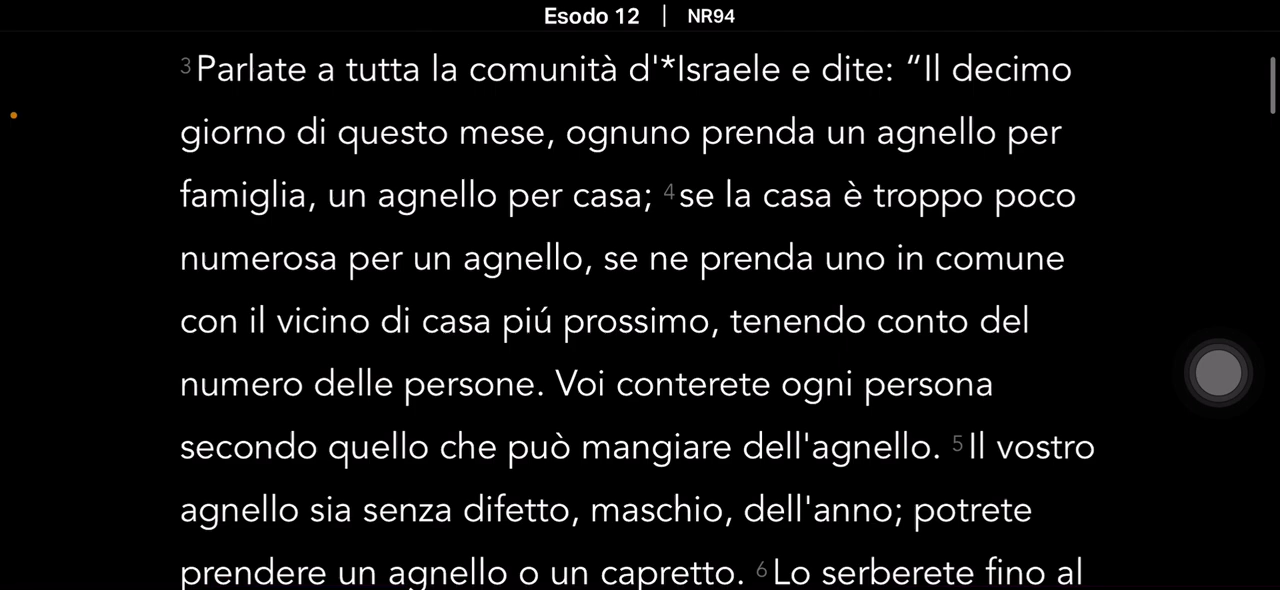 Esodo 12 | NR94
3 Parlate a tutta la comunità d'*Israele e dite: “Il decimo
giorno di questo mese, ognuno prenda un agnello per
famiglia, un agnello per casa; 4 se la casa è troppo poco
numerosa per un agnello, se ne prenda uno in comune
con il vicino di casa piú prossimo, tenendo conto del
numero delle persone. Voi conterete ogni persona
secondo quello che può mangiare dell'agnello. 5 Il vostro
agnello sia senza difetto, maschio, dell'anno; potrete
prendere un agnello o un capretto. 6 Lo serberete fino al